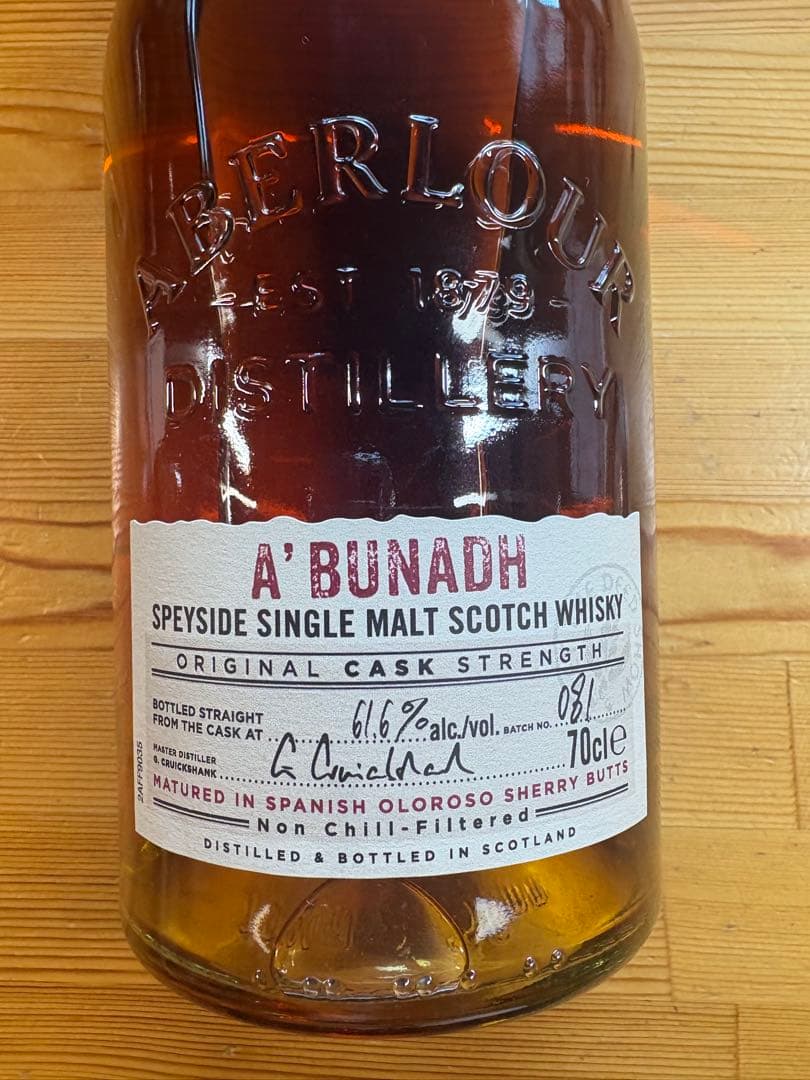 ABERLOUR
-EST 1879-
DISTILLERY
A'BUNADH
SPEYSIDE SINGLE MALT SCOTCH WHISKY
ORIGINAL CASK STRENGTH
BOTTLED STRAIGHT
FROM THE CASK AT 61.6% alc./vol. BATCH NO. 081
MASTER DISTILLER
G. CRUICKSHANK G Cruickshank 70cl e
2AFF9035
MATURED IN SPANISH OLOROSO SHERRY BUTTS
Non Chill-Filtered
DISTILLED & BOTTLED IN SCOTLAND